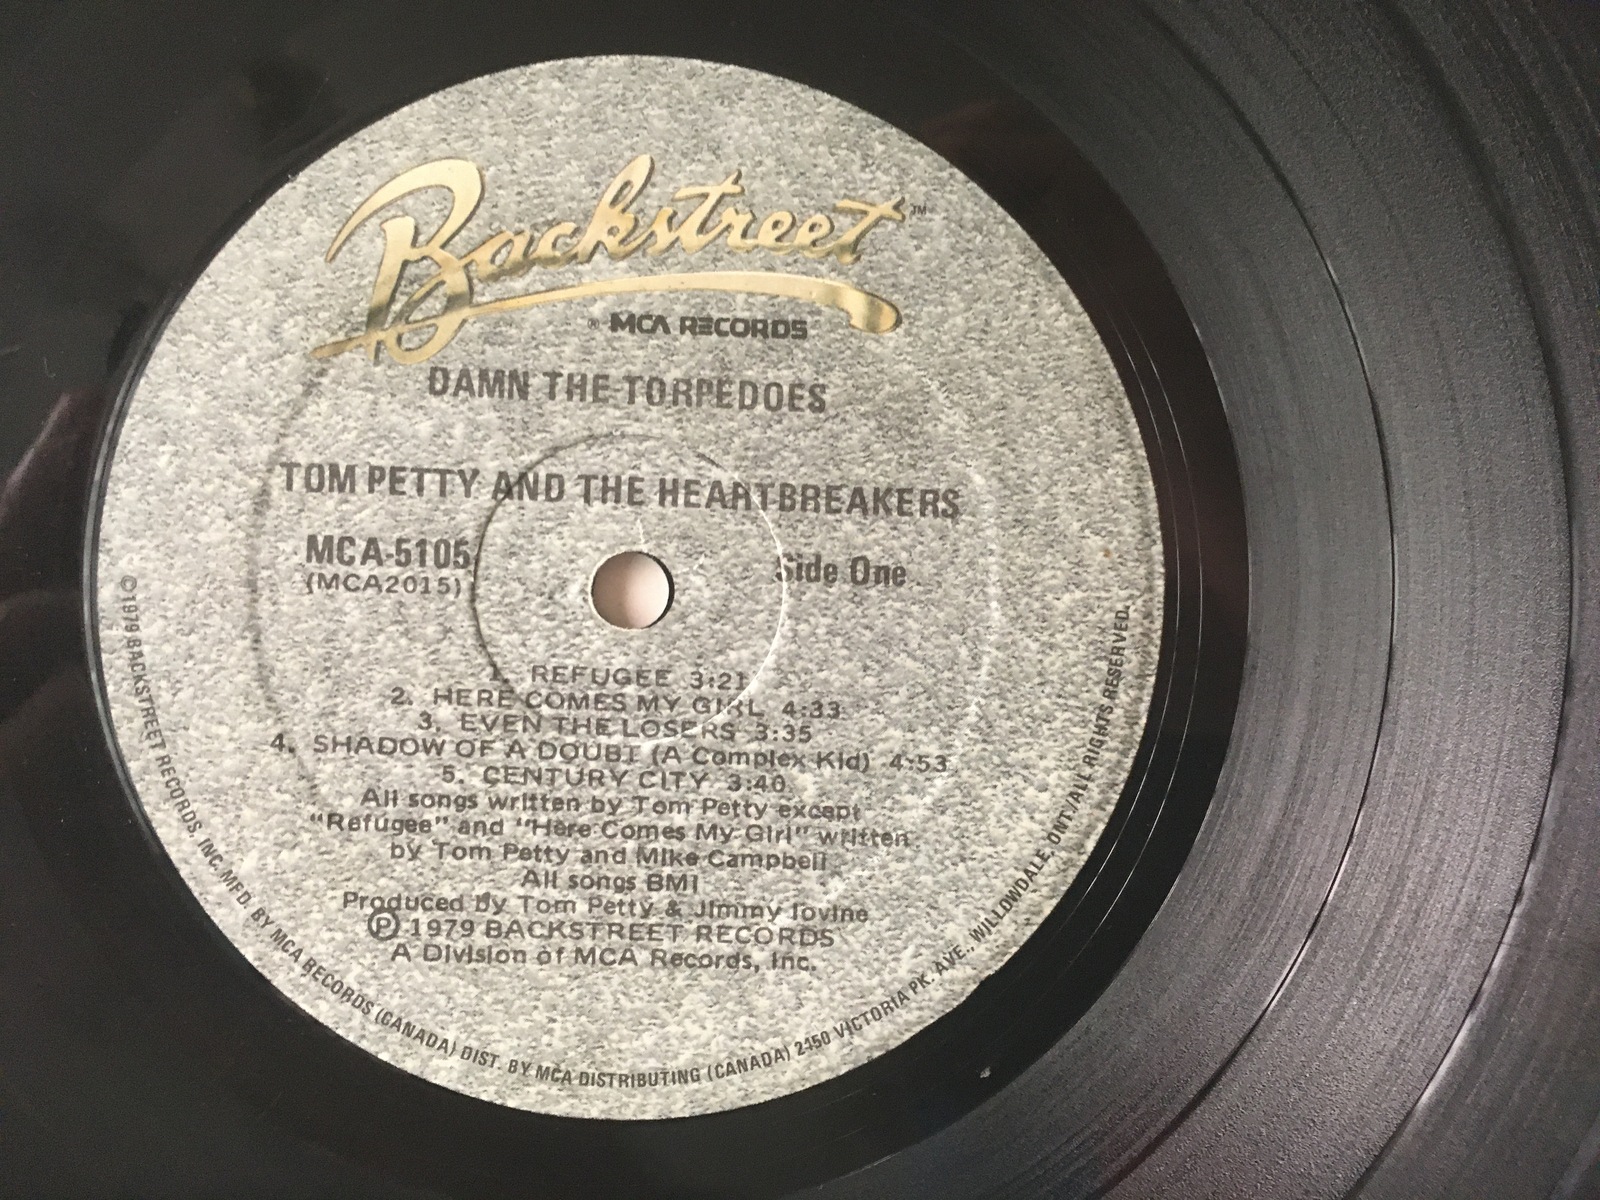 Backstreet™
® MCA RECORDS
DAMN THE TORPEDOES
TOM PETTY AND THE HEARTBREAKERS
MCA-5105
(MCA2015)
Side One
1. REFUGEE 3:21
2. HERE COMES MY GIRL 4:33
3. EVEN THE LOSERS 3:35
4. SHADOW OF A DOUBT (A Complex Kid) 4:53
5. CENTURY CITY 3:40
All songs written by Tom Petty except
"Refugee" and "Here Comes My Girl" written
by Tom Petty and Mike Campbell
All songs BMI
Produced by Tom Petty & Jimmy Iovine
Ⓟ 1979 BACKSTREET RECORDS
A Division of MCA Records, Inc.
© 1979 BACKSTREET RECORDS, INC. MFD. BY MCA RECORDS (CANADA) DIST. BY MCA DISTRIBUTING (CANADA) 2450 VICTORIA PK. AVE., WILLOWDALE, ONT./ALL RIGHTS RESERVED.